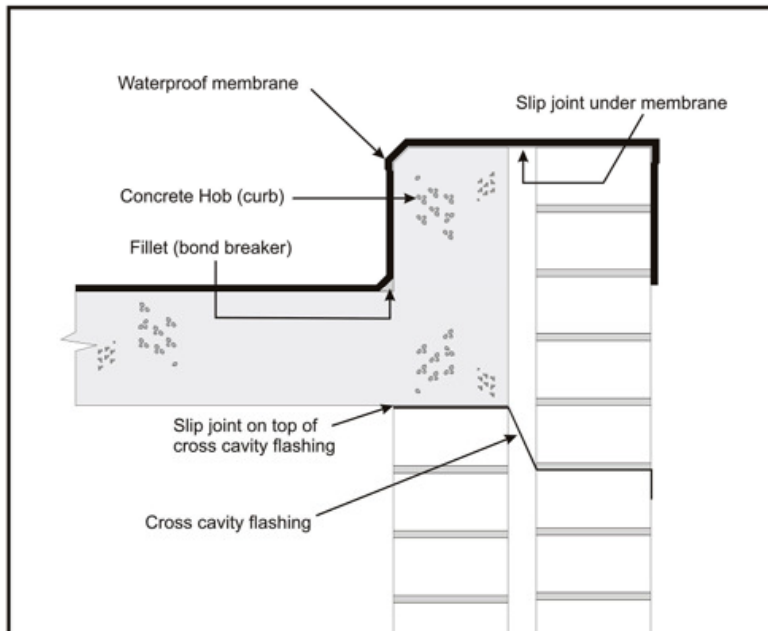 Waterproof membrane
Slip joint under membrane
Concrete Hob (curb)
Fillet (bond breaker)
Slip joint on top of
cross cavity flashing
Cross cavity flashing